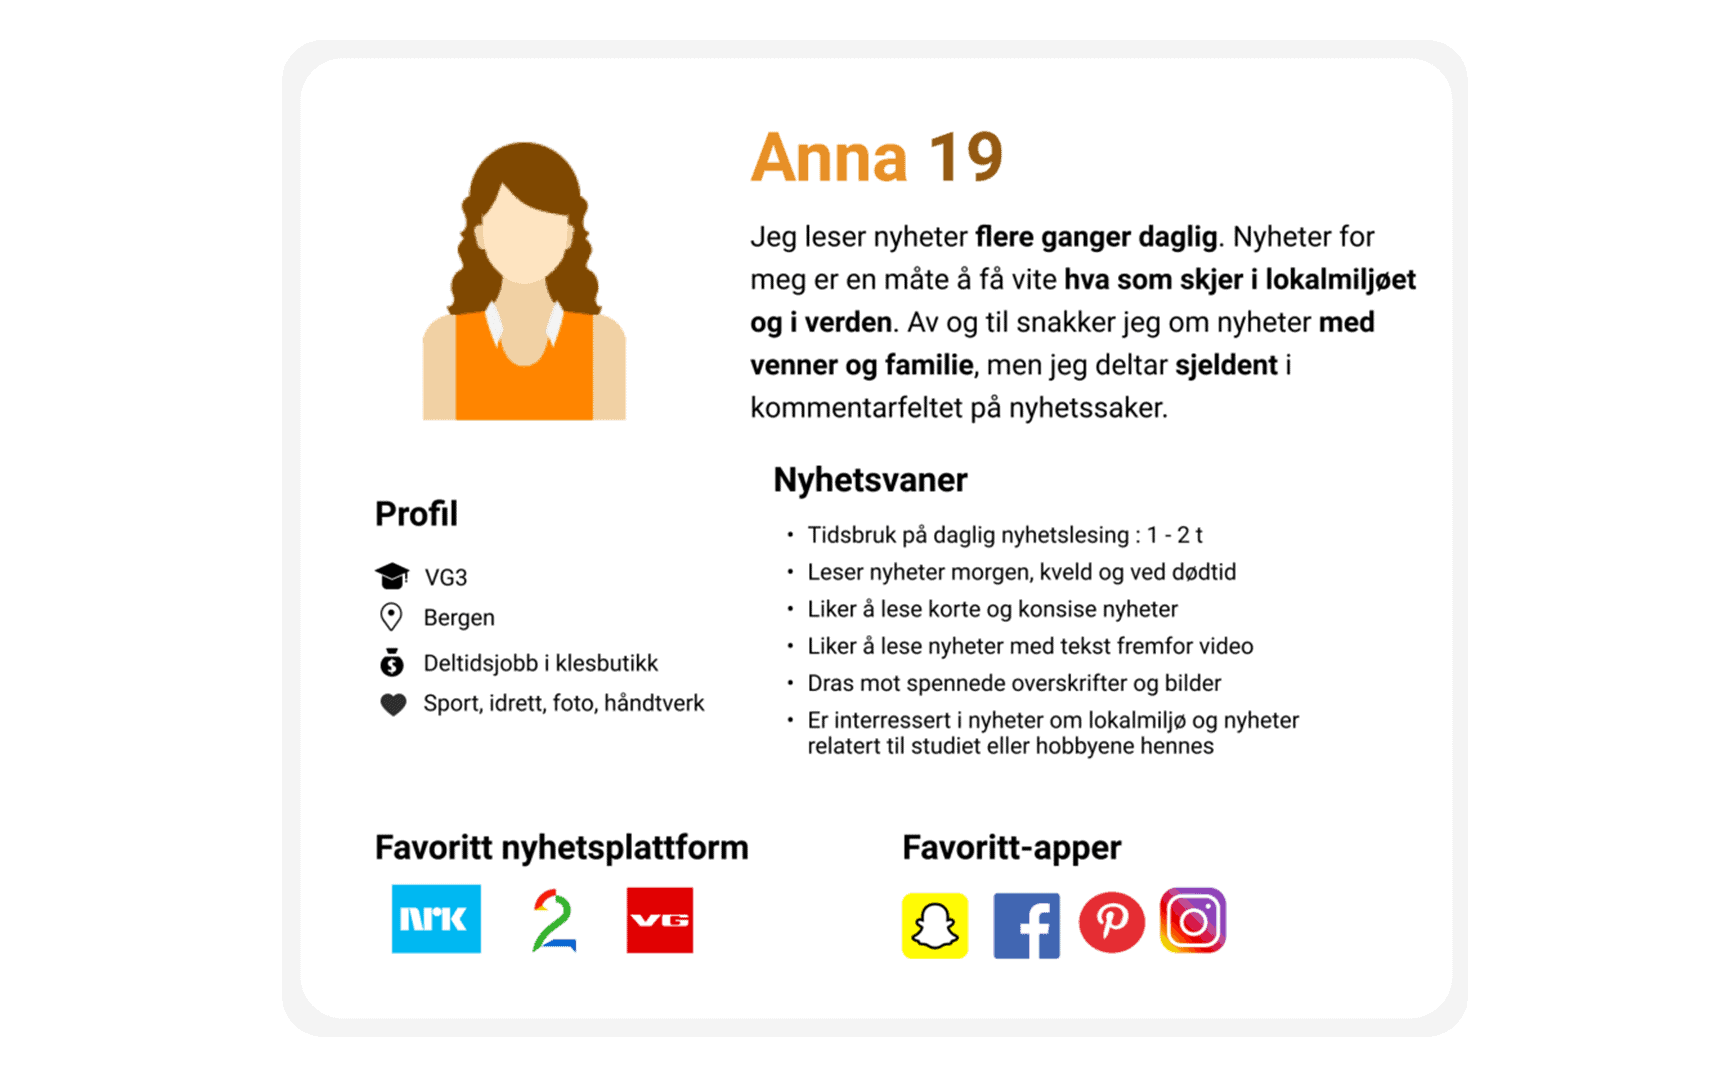 Anna 19
Jeg leser nyheter flere ganger daglig. Nyheter for
meg er en måte å få vite hva som skjer i lokalmiljøet
og i verden. Av og til snakker jeg om nyheter med
venner og familie, men jeg deltar sjeldent i
kommentarfeltet på nyhetssaker.
Profil
VG3
Bergen
Deltidsjobb i klesbutikk
Sport, idrett, foto, håndtverk
Nyhetsvaner
• Tidsbruk på daglig nyhetslesing : 1 - 2 t
• Leser nyheter morgen, kveld og ved dødtid
• Liker å lese korte og konsise nyheter
• Liker å lese nyheter med tekst fremfor video
• Dras mot spennede overskrifter og bilder
• Er interressert i nyheter om lokalmiljø og nyheter
relatert til studiet eller hobbyene hennes
Favoritt nyhetsplattform
nrk 2 VG
Favoritt-apper